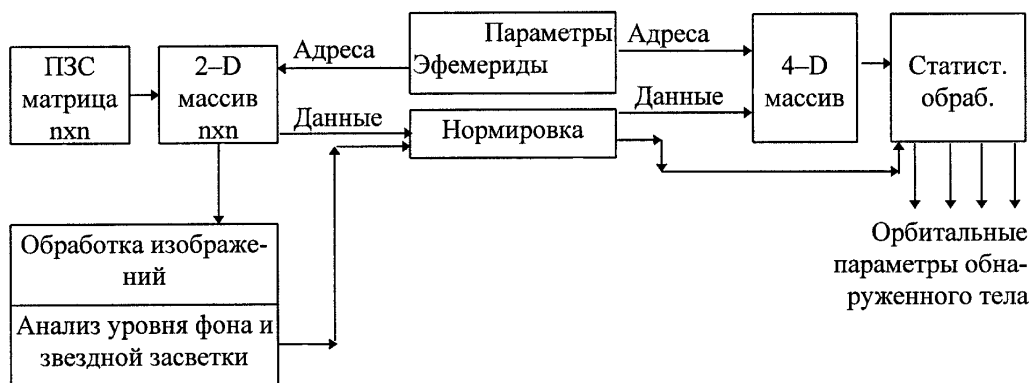 ПЗС
матрица
nxn
2–D
массив
nxn
Адреса
Данные
Параметры
Эфемериды
Нормировка
Адреса
Данные
4–D
массив
Статист.
обраб.
Обработка изображе-
ний
Анализ уровня фона и
звездной засветки
Орбитальные
параметры обна-
руженного тела